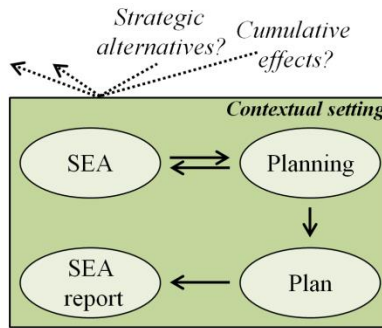 Strategic
alternatives?
Cumulative
effects?
Contextual setting
SEA
Planning
SEA
report
Plan